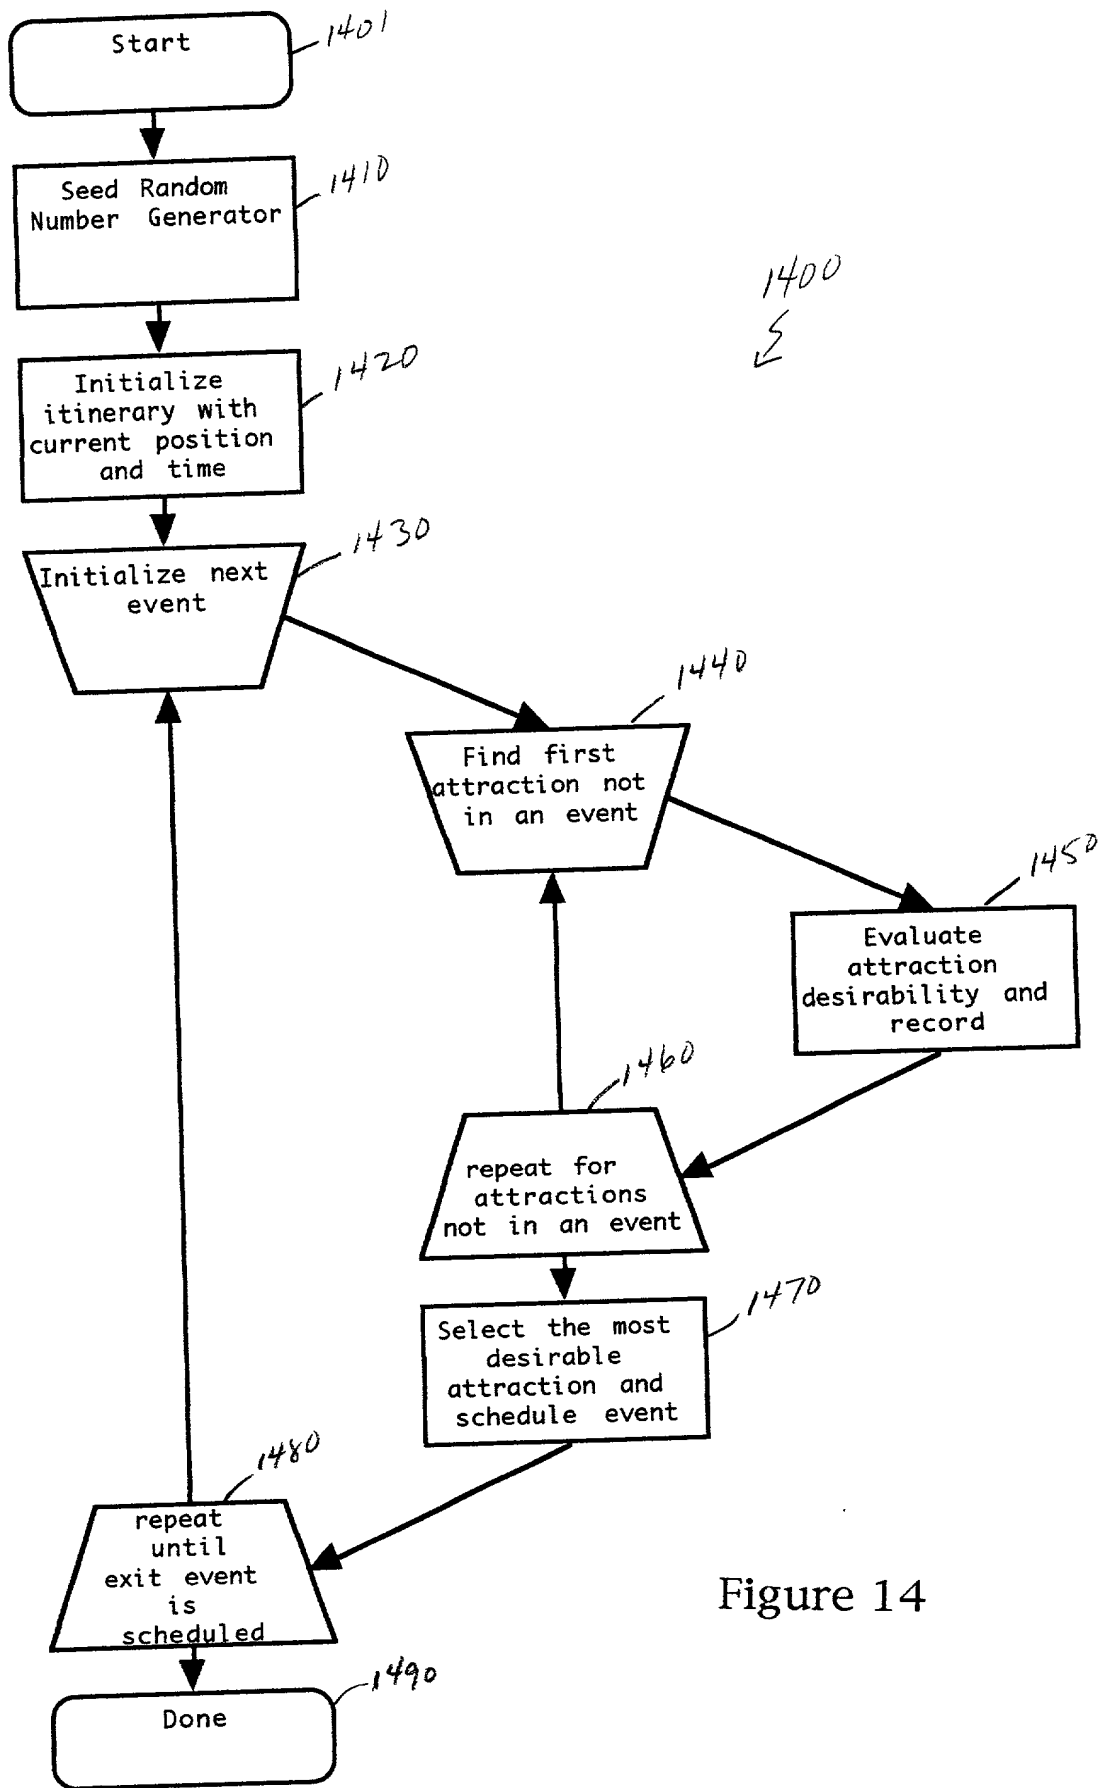 Start
1401
Seed Random
Number Generator
1410
1400
Initialize
itinerary with
current position
and time
1420
Initialize next
event
1430
Find first
attraction not
in an event
1440
Evaluate
attraction
desirability and
record
1450
repeat for
attractions
not in an event
1460
Select the most
desirable
attraction and
schedule event
1470
repeat
until
exit event
is
scheduled
1480
Figure 14
Done
1490